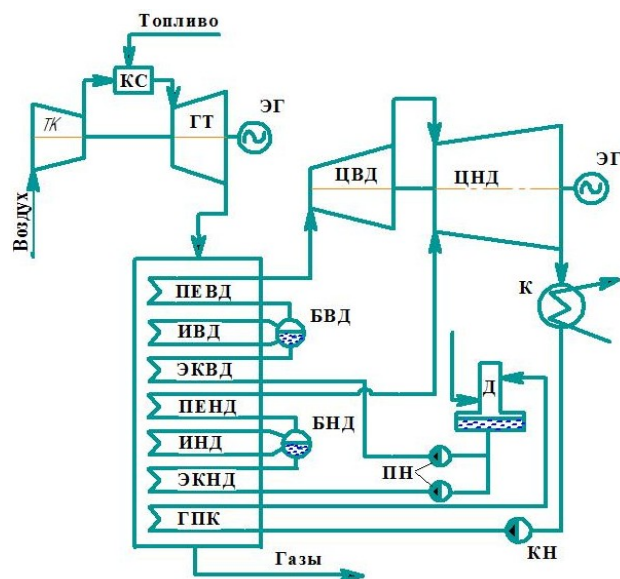 Топливо
КС
ТК
ГТ
ЭГ
Воздух
ЦВД
ЦНД
ЭГ
К
ПЕВД
БВД
ИВД
ЭКВД
Д
ПЕНД
БНД
ИНД
ПН
ЭКНД
ГПК
КН
Газы